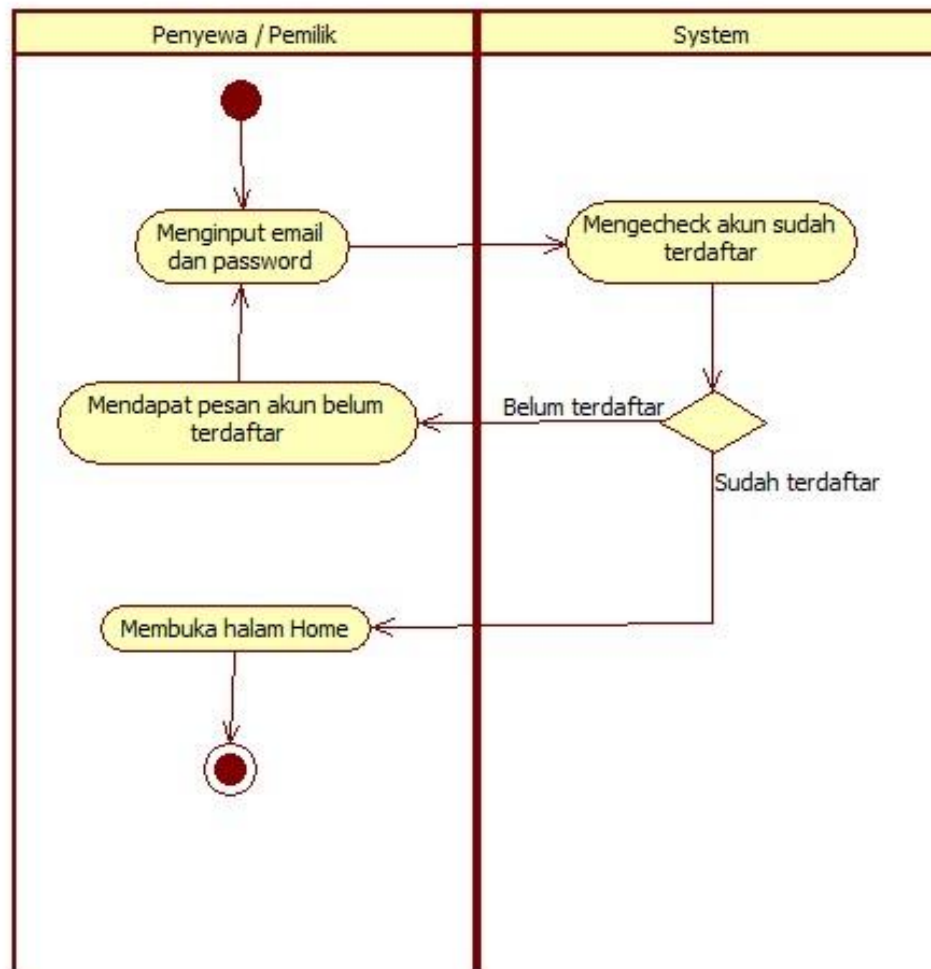 Penyewa / Pemilik
System
Menginput email
dan password
Mengecheck akun sudah
terdaftar
Mendapat pesan akun belum
terdaftar
Belum terdaftar
Sudah terdaftar
Membuka halam Home